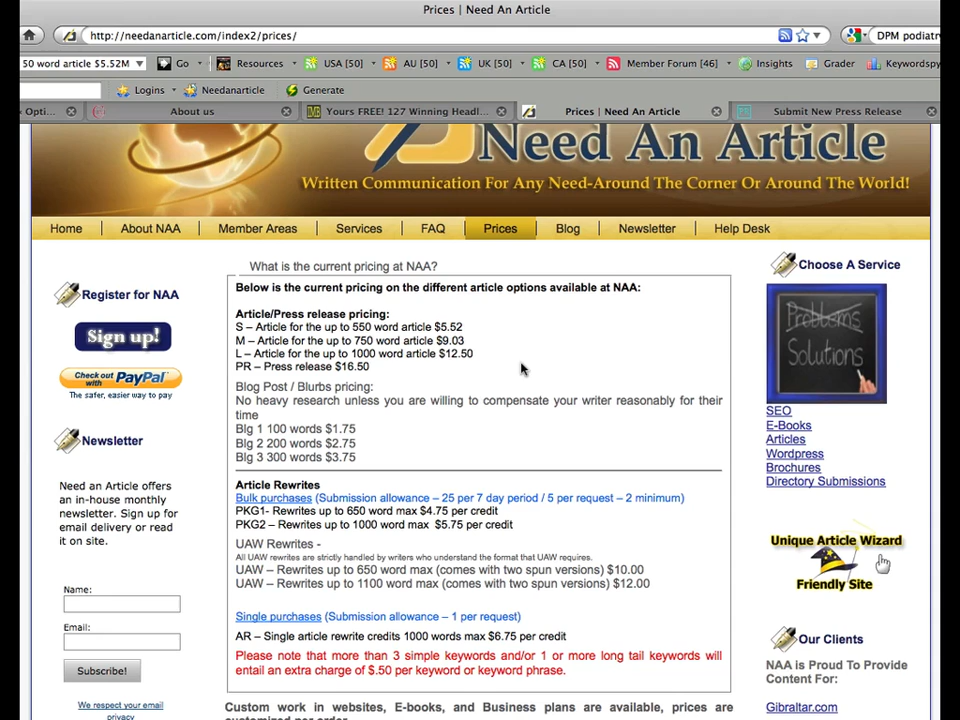 Prices | Need An Article
http://needanarticle.com/index2/prices/
DPM podiatr
50 word article $5.52M
Go
Resources
USA [50]
AU [50]
UK [50]
CA [50]
Member Forum [46]
Insights
Grader
Keywordspy
Logins
Needanarticle
Generate
Opti...
About us
Yours FREE! 127 Winning Headl...
Prices | Need An Article
Submit New Press Release
Need An Article
Written Communication For Any Need-Around The Corner Or Around The World!
Home
About NAA
Member Areas
Services
FAQ
Prices
Blog
Newsletter
Help Desk
Register for NAA
Sign up!
Check out with PayPal
The safer, easier way to pay
Newsletter
Need an Article offers
an in-house monthly
newsletter. Sign up for
email delivery or read
it on site.
Name:
Email:
Subscribe!
We respect your email
privacy
What is the current pricing at NAA?
Below is the current pricing on the different article options available at NAA:
Article/Press release pricing:
S – Article for the up to 550 word article $5.52
M – Article for the up to 750 word article $9.03
L – Article for the up to 1000 word article $12.50
PR – Press release $16.50
Blog Post / Blurbs pricing:
No heavy research unless you are willing to compensate your writer reasonably for their
time
Blg 1 100 words $1.75
Blg 2 200 words $2.75
Blg 3 300 words $3.75
Article Rewrites
Bulk purchases (Submission allowance – 25 per 7 day period / 5 per request – 2 minimum)
PKG1- Rewrites up to 650 word max $4.75 per credit
PKG2 – Rewrites up to 1000 word max $5.75 per credit
UAW Rewrites -
All UAW rewrites are strictly handled by writers who understand the format that UAW requires.
UAW – Rewrites up to 650 word max (comes with two spun versions) $10.00
UAW – Rewrites up to 1100 word max (comes with two spun versions) $12.00
Single purchases (Submission allowance – 1 per request)
AR – Single article rewrite credits 1000 words max $6.75 per credit
Please note that more than 3 simple keywords and/or 1 or more long tail keywords will
entail an extra charge of $.50 per keyword or keyword phrase.
Custom work in websites, E-books, and Business plans are available, prices are
customized per order.
Choose A Service
Problems
Solutions
SEO
E-Books
Articles
Wordpress
Brochures
Directory Submissions
Unique Article Wizard
Friendly Site
Our Clients
NAA is Proud To Provide
Content For:
Gibraltar.com